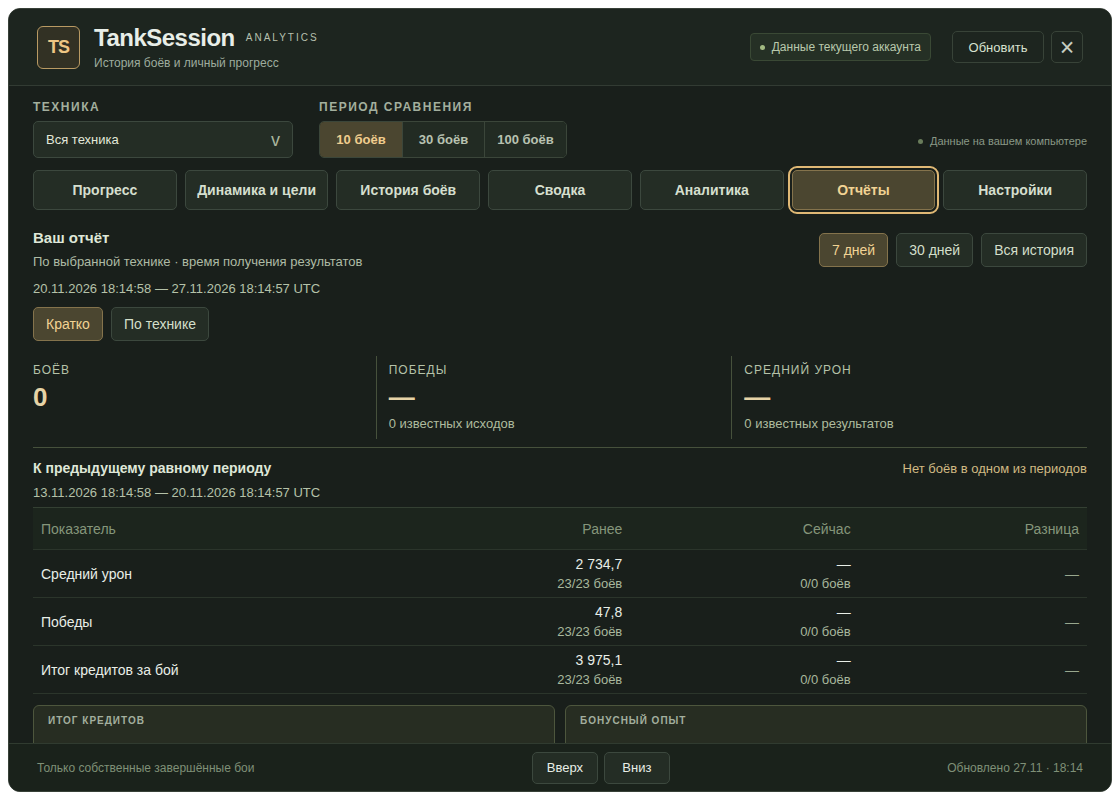 TS
TankSession ANALYTICS
История боёв и личный прогресс
Данные текущего аккаунта
Обновить
×
ТЕХНИКА
ПЕРИОД СРАВНЕНИЯ
Вся техника
10 боёв 30 боёв 100 боёв
Данные на вашем компьютере
Прогресс Динамика и цели История боёв Сводка Аналитика Отчёты Настройки
Ваш отчёт
По выбранной технике · время получения результатов
7 дней 30 дней Вся история
20.11.2026 18:14:58 — 27.11.2026 18:14:57 UTC
Кратко По технике
БОЁВ ПОБЕДЫ СРЕДНИЙ УРОН
0 — —
0 известных исходов 0 известных результатов
К предыдущему равному периоду Нет боёв в одном из периодов
13.11.2026 18:14:58 — 20.11.2026 18:14:57 UTC
Показатель Ранее Сейчас Разница
Средний урон 2 734,7 — —
23/23 боёв 0/0 боёв
Победы 47,8 — —
23/23 боёв 0/0 боёв
Итог кредитов за бой 3 975,1 — —
23/23 боёв 0/0 боёв
ИТОГ КРЕДИТОВ БОНУСНЫЙ ОПЫТ
Только собственные завершённые бои Вверх Вниз Обновлено 27.11 · 18:14